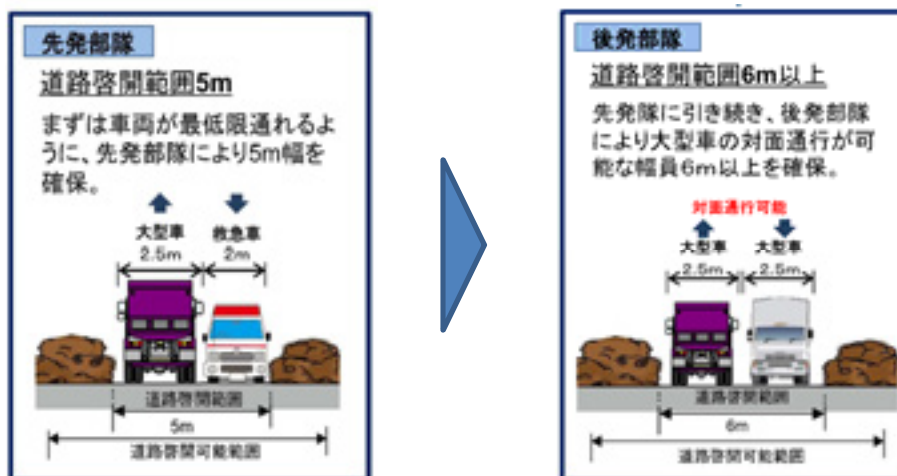 先発部隊
道路啓開範囲5m
まずは車両が最低限通れるよ
うに、先発部隊により5m幅を
確保。
大型車 救急車
2.5m 2m
道路啓開範囲
5m
道路啓開可能範囲
後発部隊
道路啓開範囲6m以上
先発隊に引き続き、後発部隊
により大型車の対面通行が可
能な幅員6m以上を確保。
対面通行可能
大型車 大型車
2.5m 2.5m
道路啓開範囲
6m
道路啓開可能範囲